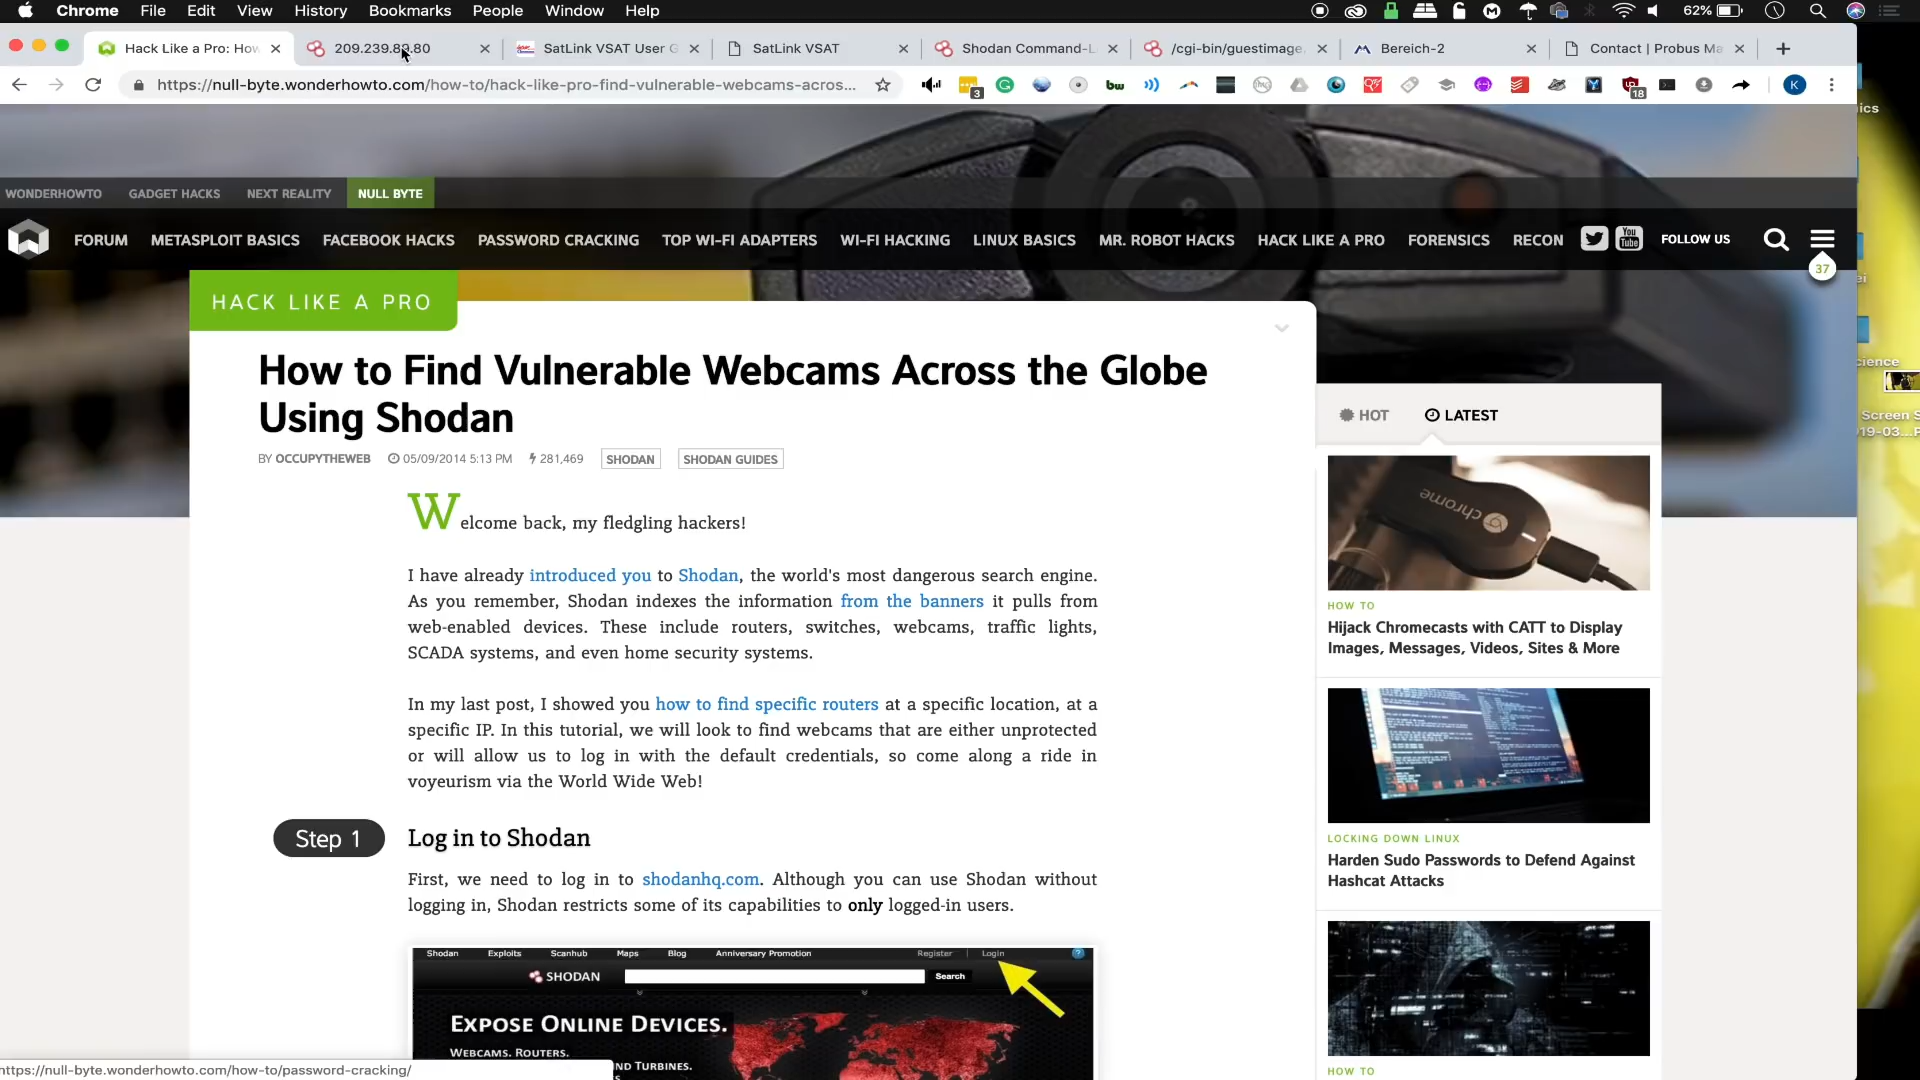 Chrome File Edit View History Bookmarks People Window Help 62%
Hack Like a Pro: How 209.239.89.80 SatLink VSAT User G SatLink VSAT Shodan Command-L /cgi-bin/guestimage. Bereich-2 Contact | Probus Ma
https://null-byte.wonderhowto.com/how-to/hack-like-pro-find-vulnerable-webcams-acros... 3 bw 18 K
ics
WONDERHOWTO GADGET HACKS NEXT REALITY NULL BYTE
FORUM METASPLOIT BASICS FACEBOOK HACKS PASSWORD CRACKING TOP WI-FI ADAPTERS WI-FI HACKING LINUX BASICS MR. ROBOT HACKS HACK LIKE A PRO FORENSICS RECON You Tube FOLLOW US
37
HACK LIKE A PRO
How to Find Vulnerable Webcams Across the Globe
Using Shodan
BY OCCUPYTHEWEB 05/09/2014 5:13 PM 281,469 SHODAN SHODAN GUIDES
Welcome back, my fledgling hackers!
I have already introduced you to Shodan, the world's most dangerous search engine.
As you remember, Shodan indexes the information from the banners it pulls from
web-enabled devices. These include routers, switches, webcams, traffic lights,
SCADA systems, and even home security systems.
In my last post, I showed you how to find specific routers at a specific location, at a
specific IP. In this tutorial, we will look to find webcams that are either unprotected
or will allow us to log in with the default credentials, so come along a ride in
voyeurism via the World Wide Web!
Step 1 Log in to Shodan
First, we need to log in to shodanhq.com. Although you can use Shodan without
logging in, Shodan restricts some of its capabilities to only logged-in users.
Shodan Exploits Scanhub Maps Blog Anniversary Promotion Register Login
SHODAN Search
EXPOSE ONLINE DEVICES.
WEBCAMS. ROUTERS.
ND TURBINES.
https://null-byte.wonderhowto.com/how-to/password-cracking/
HOT LATEST
chrome
HOW TO
Hijack Chromecasts with CATT to Display
Images, Messages, Videos, Sites & More
LOCKING DOWN LINUX
Harden Sudo Passwords to Defend Against
Hashcat Attacks
HOW TO
cience
Screen S